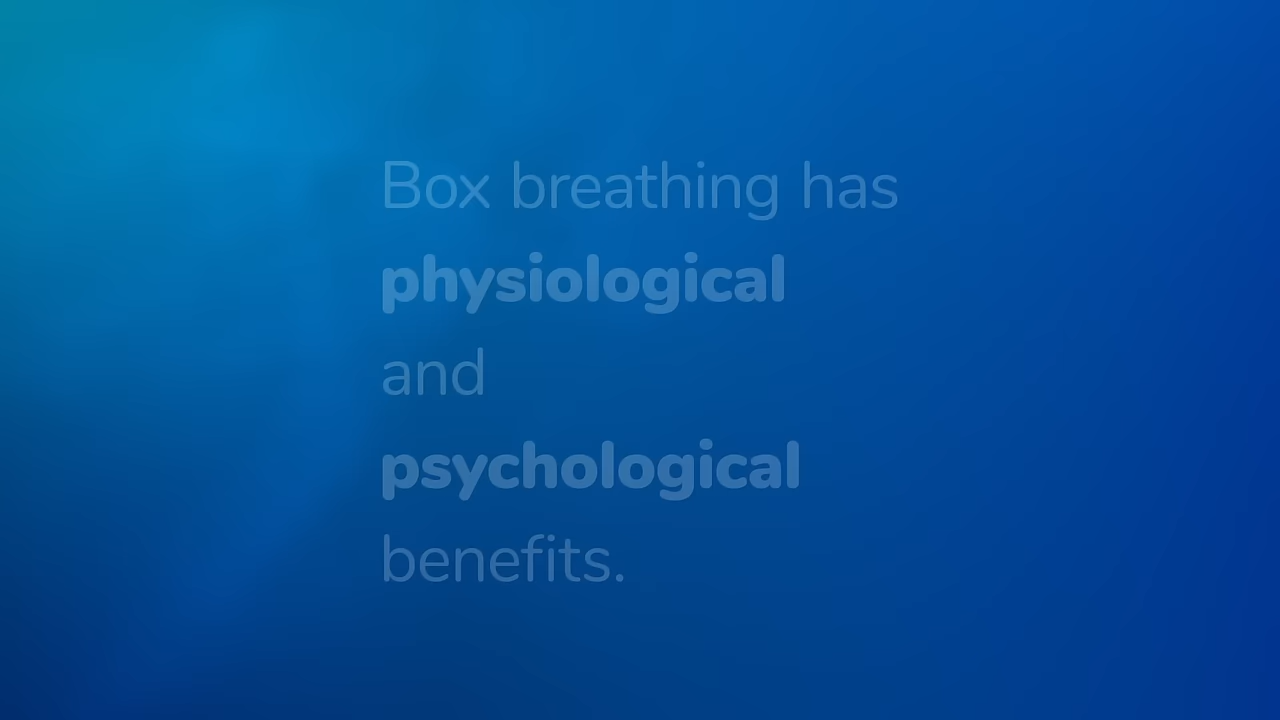 Box breathing has
physiological
and
psychological
benefits.